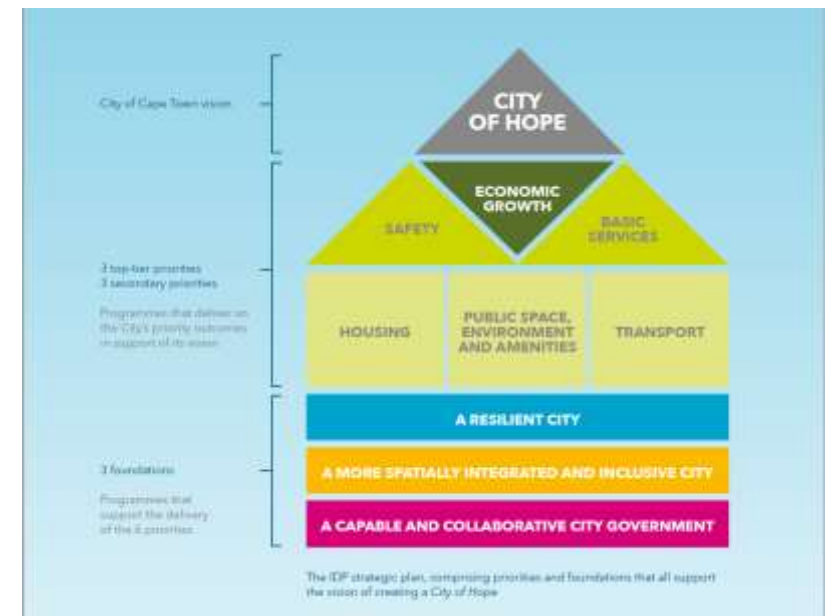 City of Cape Town vision
CITY
OF HOPE
ECONOMIC
GROWTH
SAFETY
BASIC
SERVICES
3 top-tier priorities
3 secondary priorities
Programmes that deliver on
the City's priority outcomes
in support of its vision
HOUSING
PUBLIC SPACE,
ENVIRONMENT
AND AMENITIES
TRANSPORT
A RESILIENT CITY
A MORE SPATIALLY INTEGRATED AND INCLUSIVE CITY
A CAPABLE AND COLLABORATIVE CITY GOVERNMENT
3 foundations
Programmes that
support the delivery
of the 6 priorities
The IDP strategic plan, comprising priorities and foundations that all support
the vision of creating a City of Hope